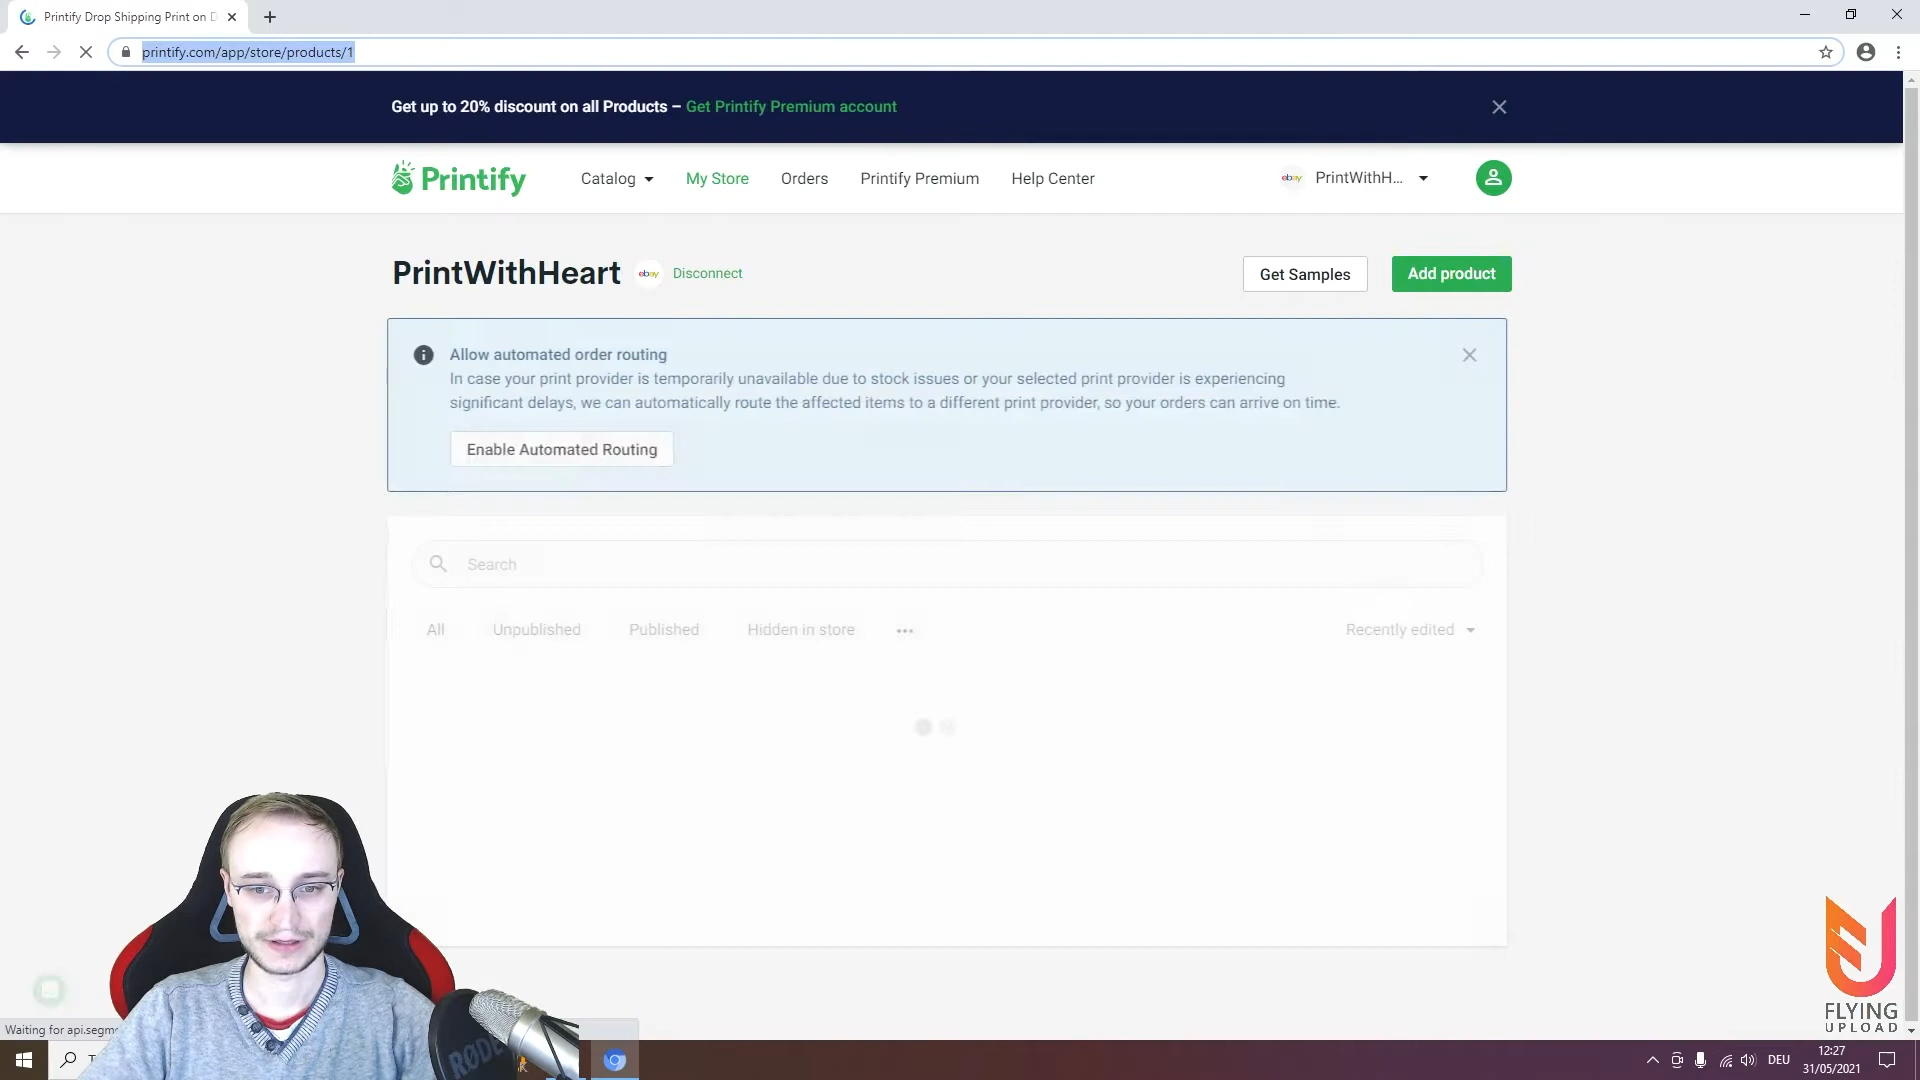 Printify Drop Shipping Print on D
printify.com/app/store/products/1
Get up to 20% discount on all Products – Get Printify Premium account
Printify
Catalog
My Store
Orders
Printify Premium
Help Center
ebay
PrintWithH...
PrintWithHeart
ebay
Disconnect
Get Samples
Add product
Allow automated order routing
In case your print provider is temporarily unavailable due to stock issues or your selected print provider is experiencing
significant delays, we can automatically route the affected items to a different print provider, so your orders can arrive on time.
Enable Automated Routing
Search
All
Unpublished
Published
Hidden in store
Recently edited
RØDE
FLYING
UPLOAD
Waiting for api.segm
T
DEU
12:27
31/05/2021